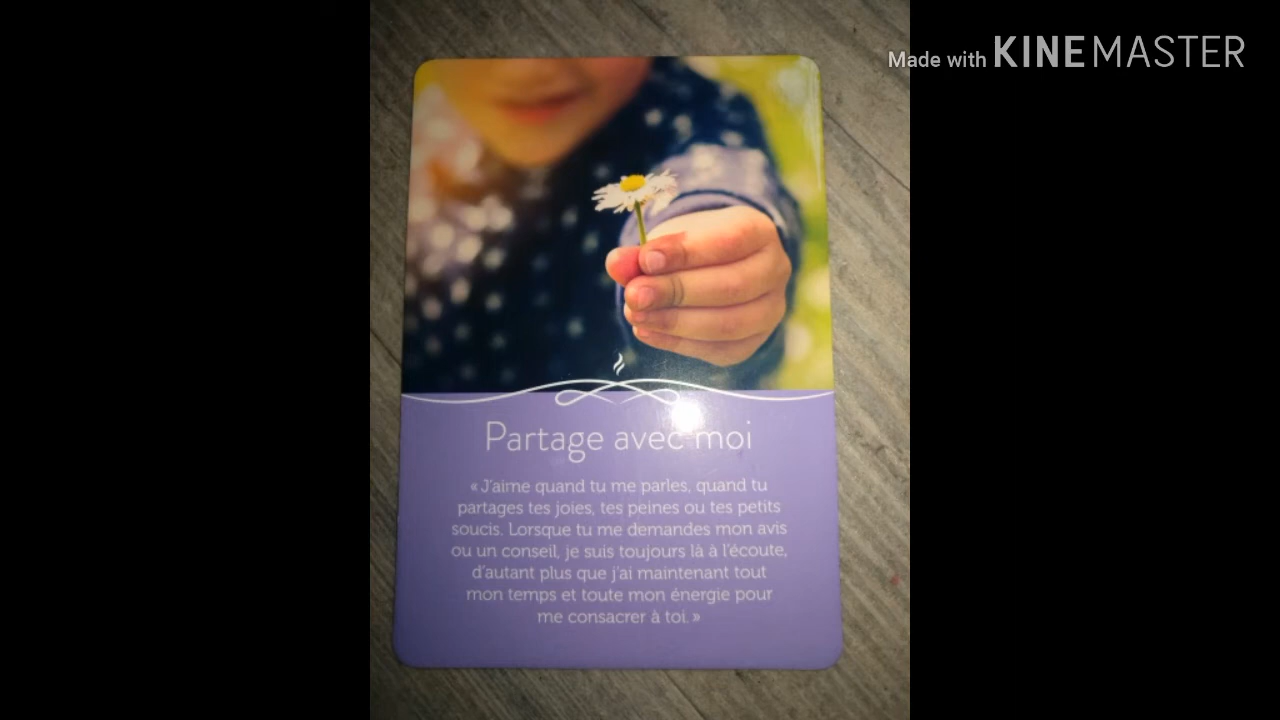 Made with KINEMASTER
Partage avec moi
« J'aime quand tu me parles, quand tu
partages tes joies, tes peines ou tes petits
soucis. Lorsque tu me demandes mon avis
ou un conseil, je suis toujours là à l'écoute,
d'autant plus que j'ai maintenant tout
mon temps et toute mon énergie pour
me consacrer à toi. »